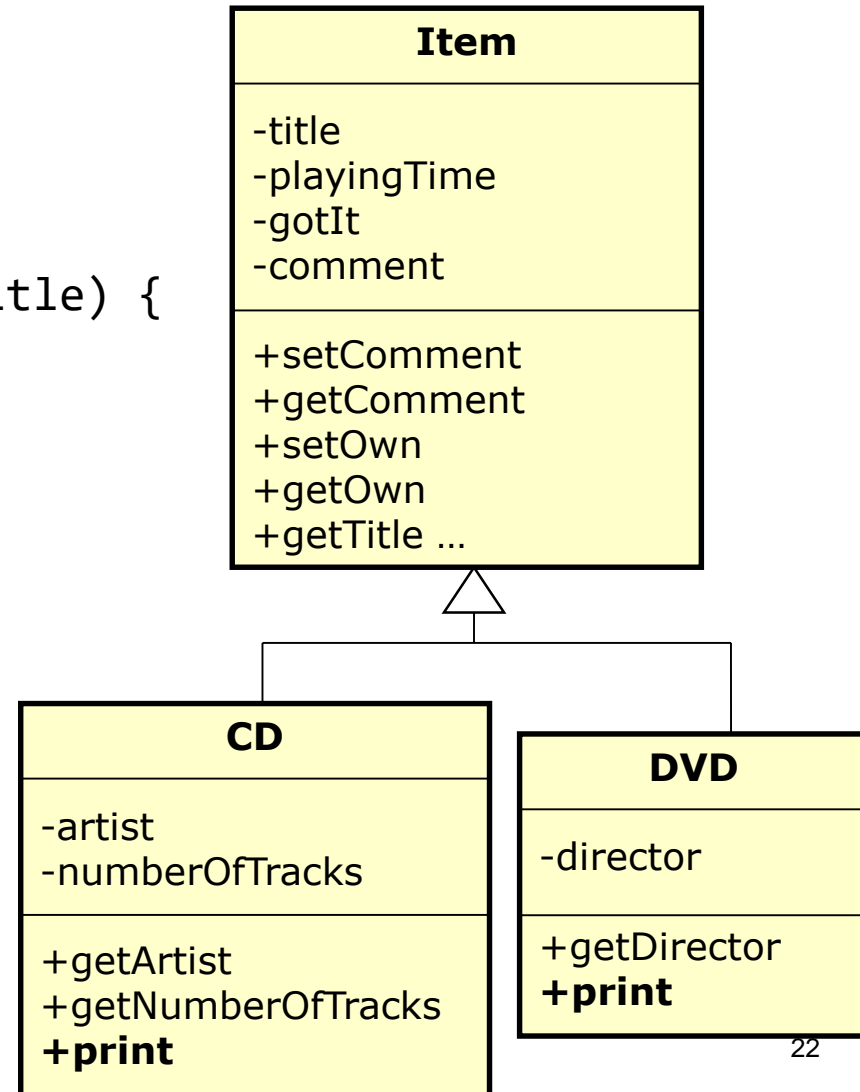 Item
-title
-playingTime
-gotIt
-comment
itle) {
+setComment
+getComment
+setOwn
+getOwn
+getTitle …
CD
-artist
-numberOfTracks
+getArtist
+getNumberOfTracks
+print
DVD
-director
+getDirector
+print
22